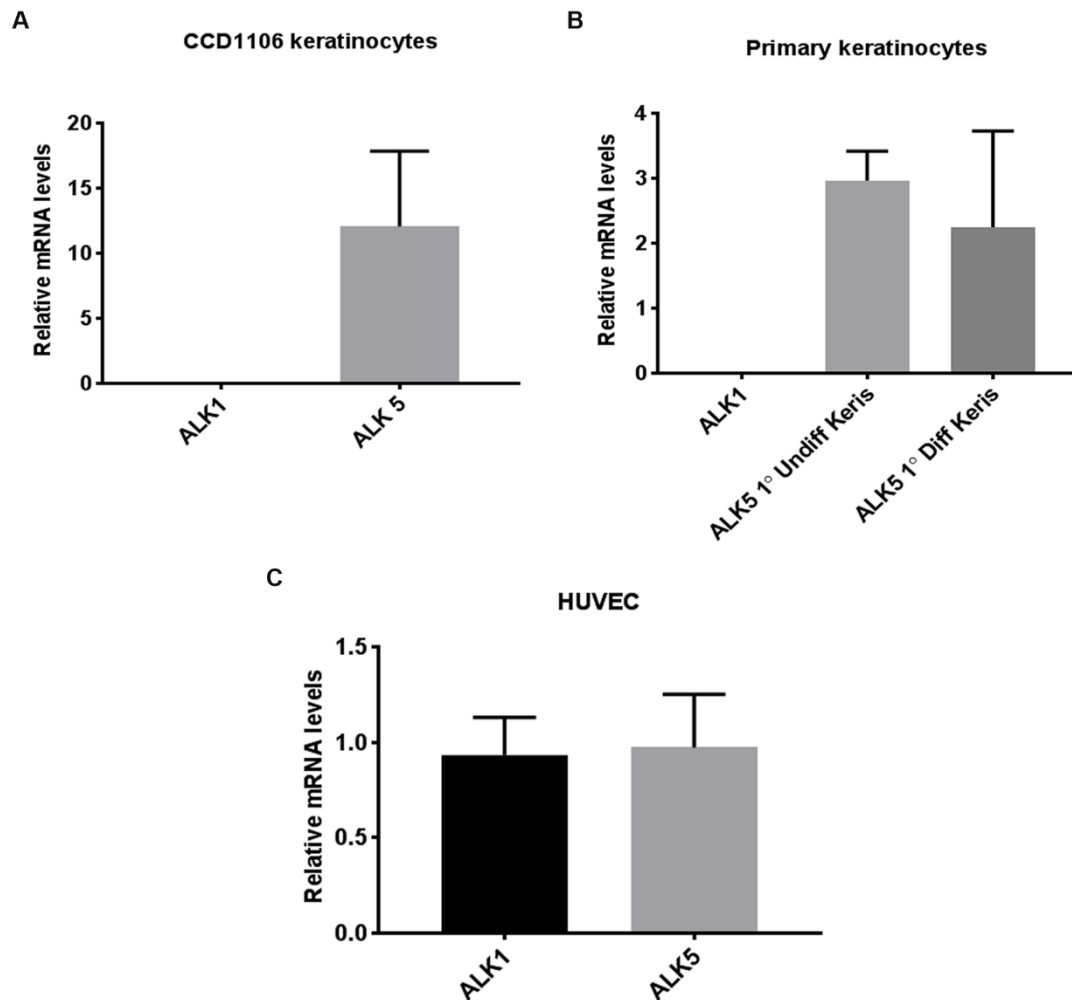 A
CCD1106 keratinocytes
Relative mRNA levels
20
15
10
5
0
ALK1
ALK 5
B
Primary keratinocytes
Relative mRNA levels
4
3
2
1
0
ALK1
ALK5 1° Undiff Keris
ALK5 1° Diff Keris
C
HUVEC
Relative mRNA levels
1.5
1.0
0.5
0.0
ALK1
ALK5